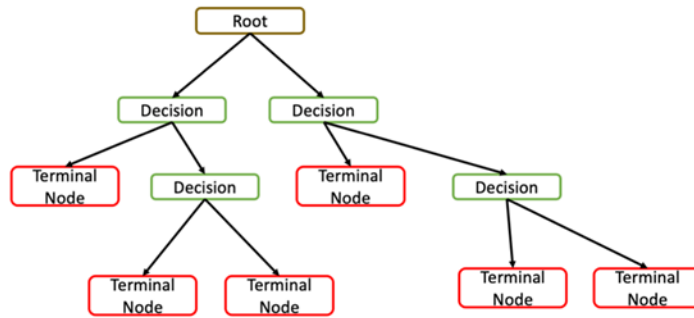 Root
Decision
Decision
Terminal
Node
Decision
Terminal
Node
Decision
Terminal
Node
Terminal
Node
Terminal
Node
Terminal
Node